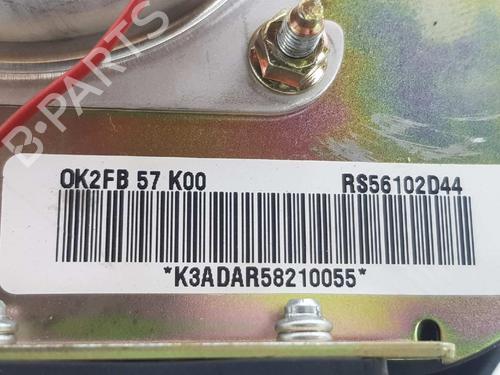 B-PARTS
0K2FB 57 K00 RS56102D44
*K3ADAR58210055*